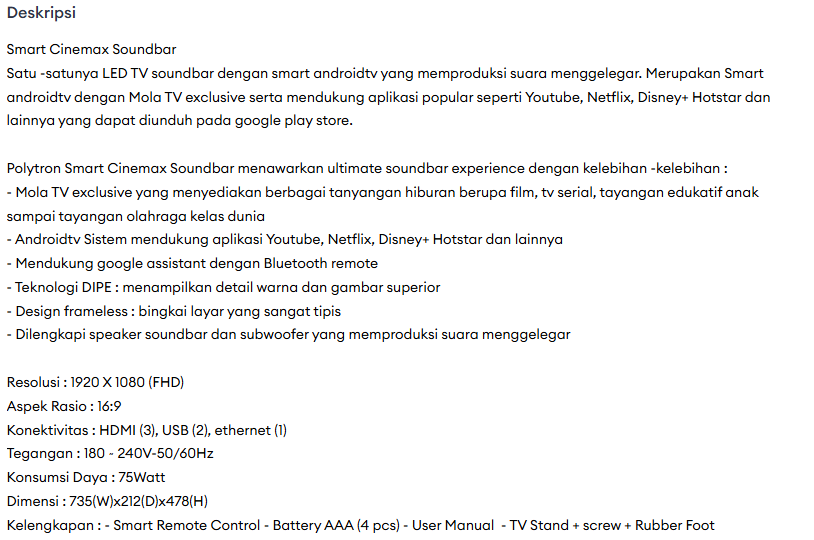 Deskripsi
Smart Cinemax Soundbar
Satu -satunya LED TV soundbar dengan smart androidtv yang memproduksi suara menggelegar. Merupakan Smart
androidtv dengan Mola TV exclusive serta mendukung aplikasi popular seperti Youtube, Netflix, Disney+ Hotstar dan
lainnya yang dapat diunduh pada google play store.
Polytron Smart Cinemax Soundbar menawarkan ultimate soundbar experience dengan kelebihan -kelebihan :
- Mola TV exclusive yang menyediakan berbagai tanyangan hiburan berupa film, tv serial, tayangan edukatif anak
sampai tayangan olahraga kelas dunia
- Androidtv Sistem mendukung aplikasi Youtube, Netflix, Disney+ Hotstar dan lainnya
- Mendukung google assistant dengan Bluetooth remote
- Teknologi DIPE : menampilkan detail warna dan gambar superior
- Design frameless : bingkai layar yang sangat tipis
- Dilengkapi speaker soundbar dan subwoofer yang memproduksi suara menggelegar
Resolusi : 1920 X 1080 (FHD)
Aspek Rasio : 16:9
Konektivitas : HDMI (3), USB (2), ethernet (1)
Tegangan : 180 - 240V-50/60Hz
Konsumsi Daya : 75Watt
Dimensi : 735(W)x212(D)x478(H)
Kelengkapan : - Smart Remote Control - Battery AAA (4 pcs) - User Manual  - TV Stand + screw + Rubber Foot